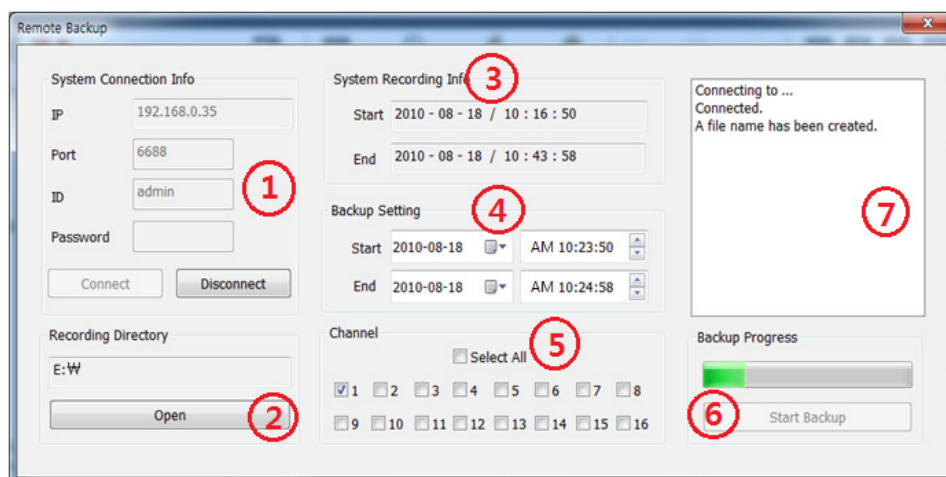 Remote Backup
System Connection Info
IP 192.168.0.35
Port 6688
ID admin
Password
1
Connect Disconnect
Recording Directory
E:₩
Open
2
System Recording Info
3
Start 2010 - 08 - 18 / 10 : 16 : 50
End 2010 - 08 - 18 / 10 : 43 : 58
Backup Setting
4
Start 2010-08-18 AM 10:23:50
End 2010-08-18 AM 10:24:58
Channel
Select All
5
1 2 3 4 5 6 7 8
9 10 11 12 13 14 15 16
Connecting to ...
Connected.
A file name has been created.
7
Backup Progress
6
Start Backup